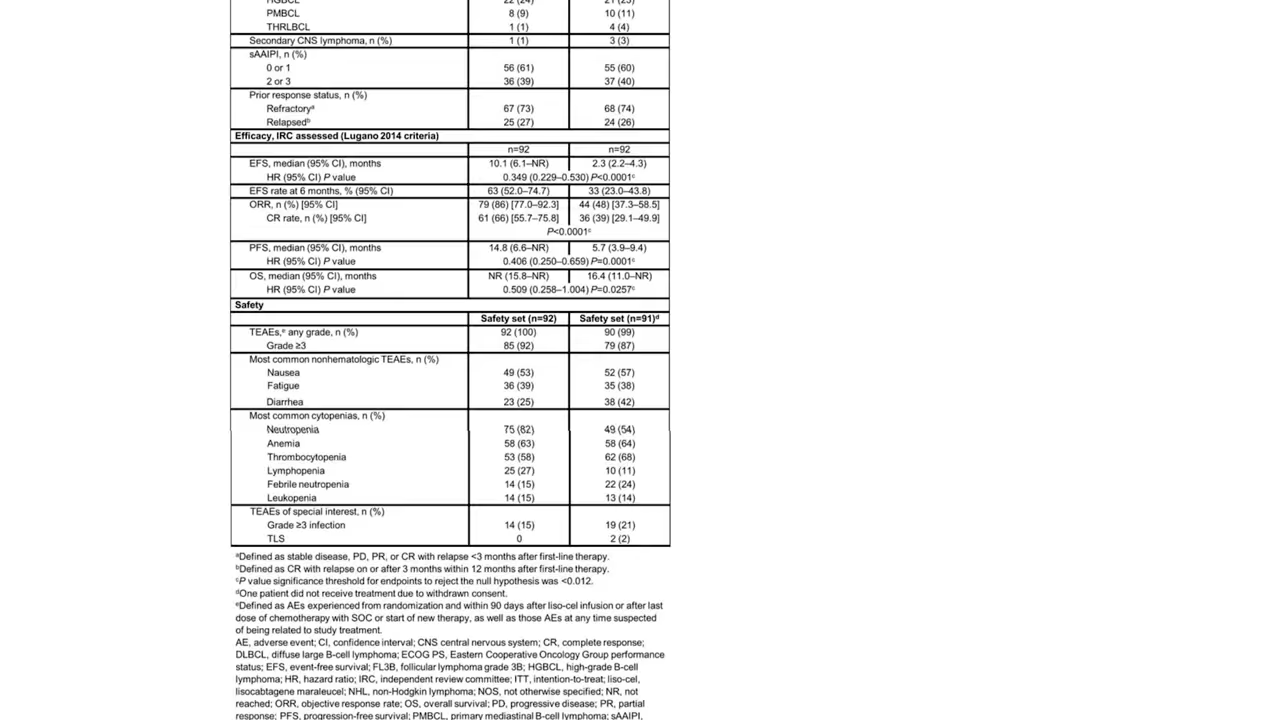 PMBCL 8 (9) 10 (11)
THRLBCL 1 (1) 4 (4)
Secondary CNS lymphoma, n (%) 1 (1) 3 (3)
sAAIPI, n (%)
0 or 1 56 (61) 55 (60)
2 or 3 36 (39) 37 (40)
Prior response status, n (%)
Refractoryᵃ 67 (73) 68 (74)
Relapsedᵇ 25 (27) 24 (26)
Efficacy, IRC assessed (Lugano 2014 criteria)
n=92 n=92
EFS, median (95% CI), months 10.1 (6.1–NR) 2.3 (2.2–4.3)
HR (95% CI) P value 0.349 (0.229–0.530) P<0.0001ᶜ
EFS rate at 6 months, % (95% CI) 63 (52.0–74.7) 33 (23.0–43.8)
ORR, n (%) [95% CI] 79 (86) [77.0–92.3] 44 (48) [37.3–58.5]
CR rate, n (%) [95% CI] 61 (66) [55.7–75.8] 36 (39) [29.1–49.9]
P<0.0001ᶜ
PFS, median (95% CI), months 14.8 (6.6–NR) 5.7 (3.9–9.4)
HR (95% CI) P value 0.406 (0.250–0.659) P=0.0001ᶜ
OS, median (95% CI), months NR (15.8–NR) 16.4 (11.0–NR)
HR (95% CI) P value 0.509 (0.258–1.004) P=0.0257ᶜ
Safety
Safety set (n=92) Safety set (n=91)ᵈ
TEAEs,ᵉ any grade, n (%) 92 (100) 90 (99)
Grade ≥3 85 (92) 79 (87)
Most common nonhematologic TEAEs, n (%)
Nausea 49 (53) 52 (57)
Fatigue 36 (39) 35 (38)
Diarrhea 23 (25) 38 (42)
Most common cytopenias, n (%)
Neutropenia 75 (82) 49 (54)
Anemia 58 (63) 58 (64)
Thrombocytopenia 53 (58) 62 (68)
Lymphopenia 25 (27) 10 (11)
Febrile neutropenia 14 (15) 22 (24)
Leukopenia 14 (15) 13 (14)
TEAEs of special interest, n (%)
Grade ≥3 infection 14 (15) 19 (21)
TLS 0 2 (2)
ᵃDefined as stable disease, PD, PR, or CR with relapse <3 months after first-line therapy.
ᵇDefined as CR with relapse on or after 3 months within 12 months after first-line therapy.
ᶜP value significance threshold for endpoints to reject the null hypothesis was <0.012.
ᵈOne patient did not receive treatment due to withdrawn consent.
ᵉDefined as AEs experienced from randomization and within 90 days after liso-cel infusion or after last
dose of chemotherapy with SOC or start of new therapy, as well as those AEs at any time suspected
of being related to study treatment.
AE, adverse event; CI, confidence interval; CNS central nervous system; CR, complete response;
DLBCL, diffuse large B-cell lymphoma; ECOG PS, Eastern Cooperative Oncology Group performance
status; EFS, event-free survival; FL3B, follicular lymphoma grade 3B; HGBCL, high-grade B-cell
lymphoma; HR, hazard ratio; IRC, independent review committee; ITT, intention-to-treat; liso-cel,
lisocabtagene maraleucel; NHL, non-Hodgkin lymphoma; NOS, not otherwise specified; NR, not
reached; ORR, objective response rate; OS, overall survival; PD, progressive disease; PR, partial
response; PFS, progression-free survival; PMBCL, primary mediastinal B-cell lymphoma; sAAIPI,